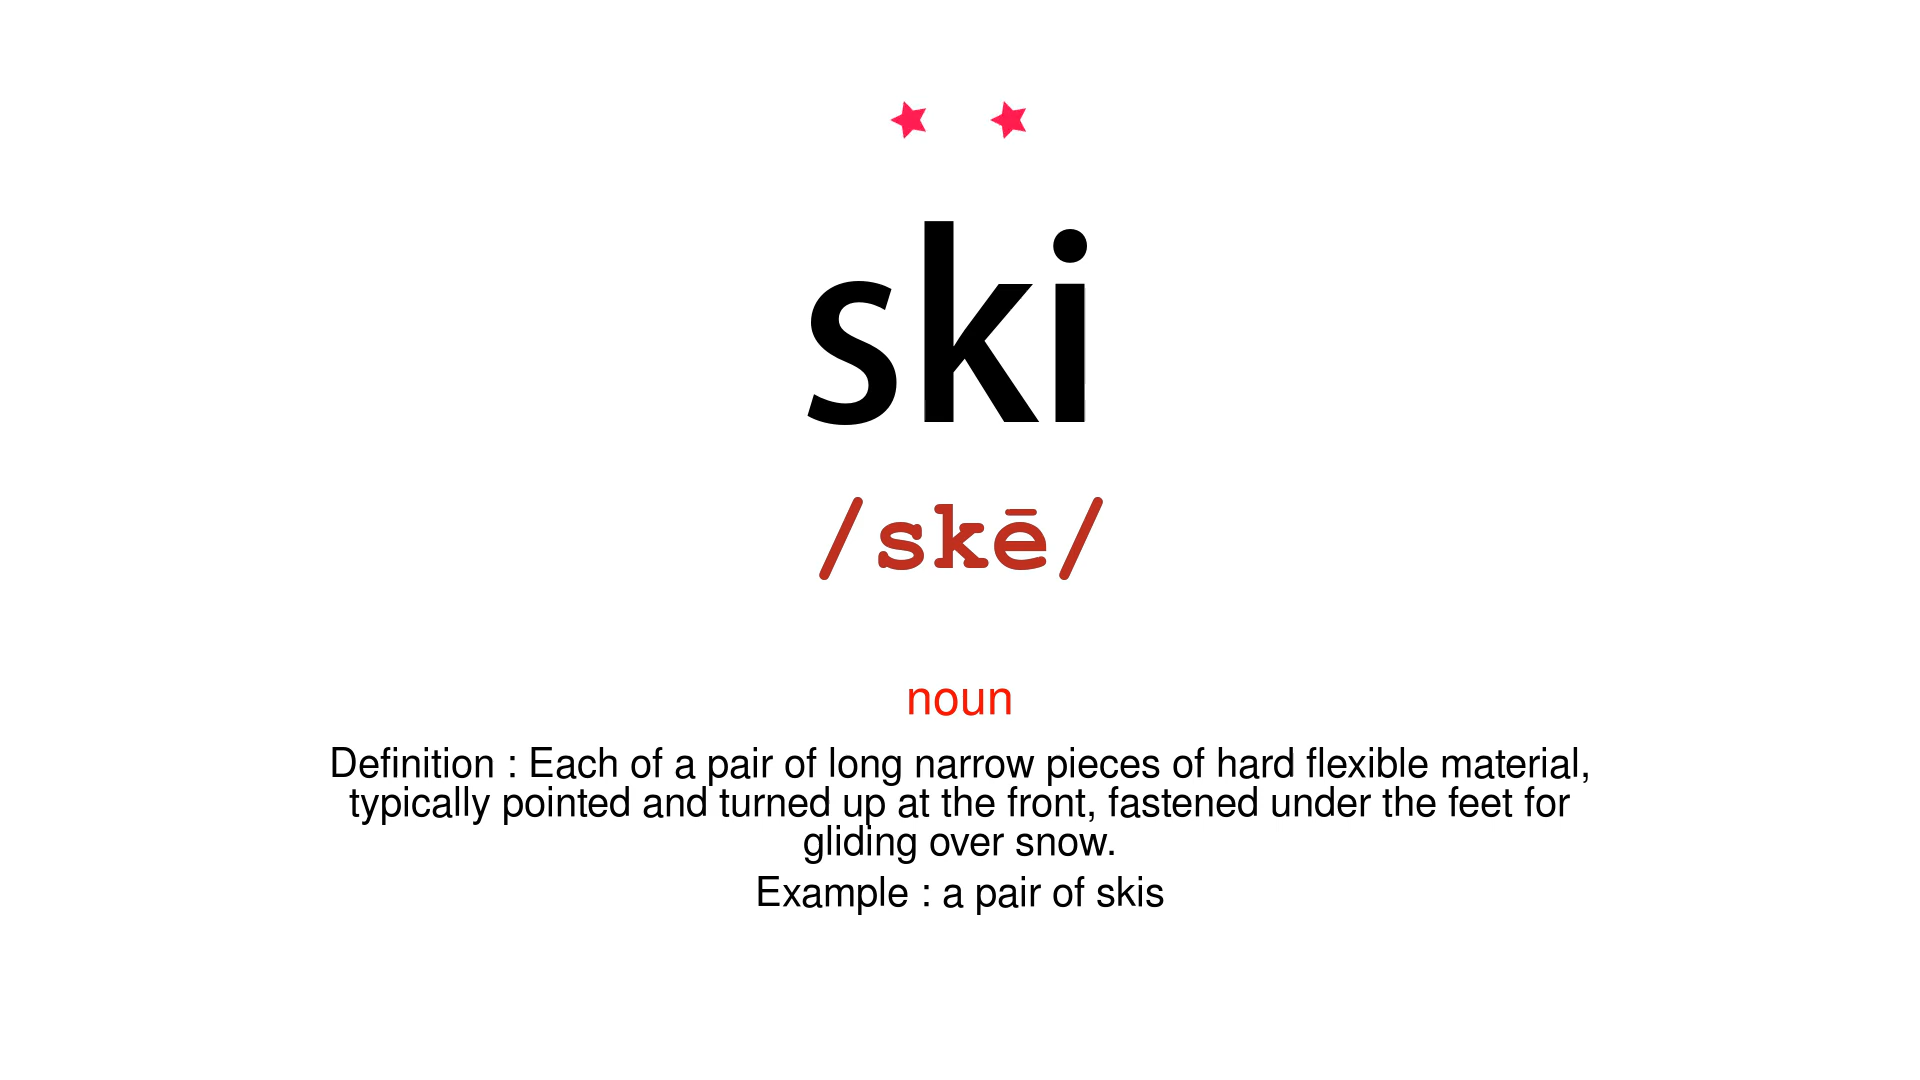 ski
/skē/
noun
Definition : Each of a pair of long narrow pieces of hard flexible material,
typically pointed and turned up at the front, fastened under the feet for
gliding over snow.
Example : a pair of skis